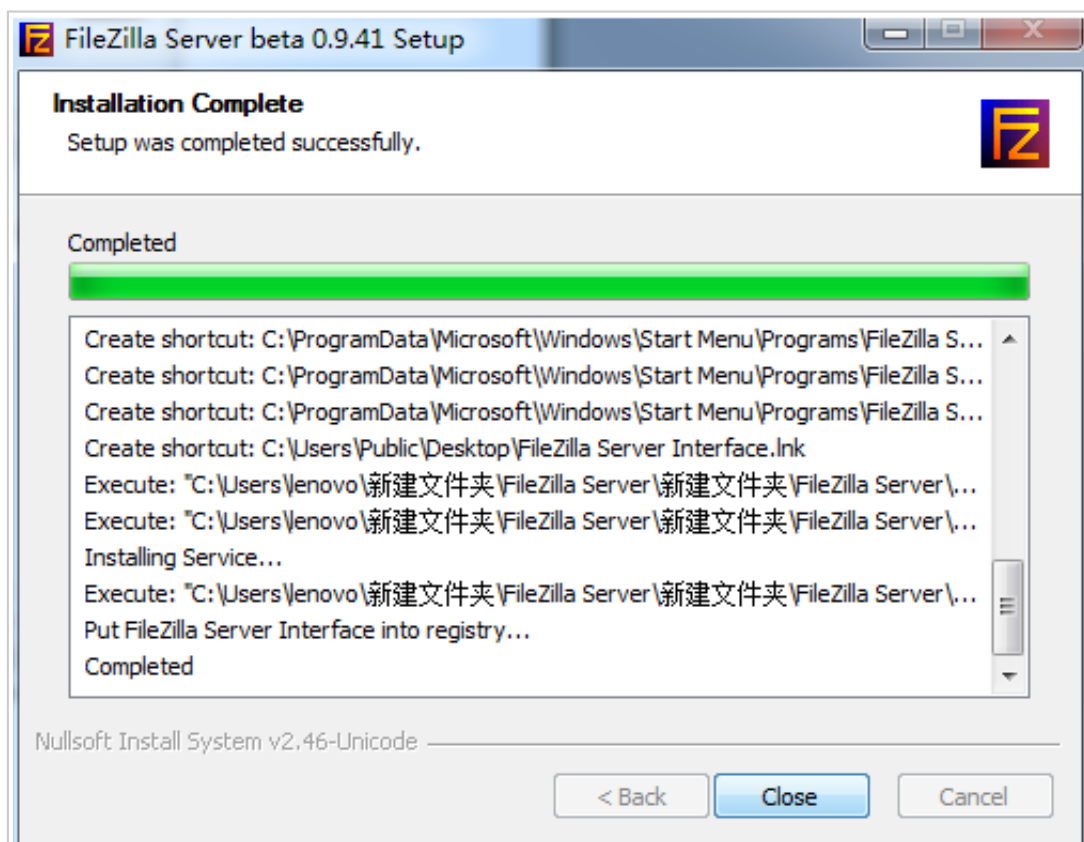 FileZilla Server beta 0.9.41 Setup
Installation Complete
Setup was completed successfully.
Completed
Create shortcut: C:\ProgramData\Microsoft\Windows\Start Menu\Programs\FileZilla S...
Create shortcut: C:\ProgramData\Microsoft\Windows\Start Menu\Programs\FileZilla S...
Create shortcut: C:\ProgramData\Microsoft\Windows\Start Menu\Programs\FileZilla S...
Create shortcut: C:\Users\Public\Desktop\FileZilla Server Interface.lnk
Execute: "C:\Users\lenovo\新建文件夹\FileZilla Server\新建文件夹\FileZilla Server\...
Execute: "C:\Users\lenovo\新建文件夹\FileZilla Server\新建文件夹\FileZilla Server\...
Installing Service...
Execute: "C:\Users\lenovo\新建文件夹\FileZilla Server\新建文件夹\FileZilla Server\...
Put FileZilla Server Interface into registry...
Completed
Nullsoft Install System v2.46-Unicode
< Back Close Cancel